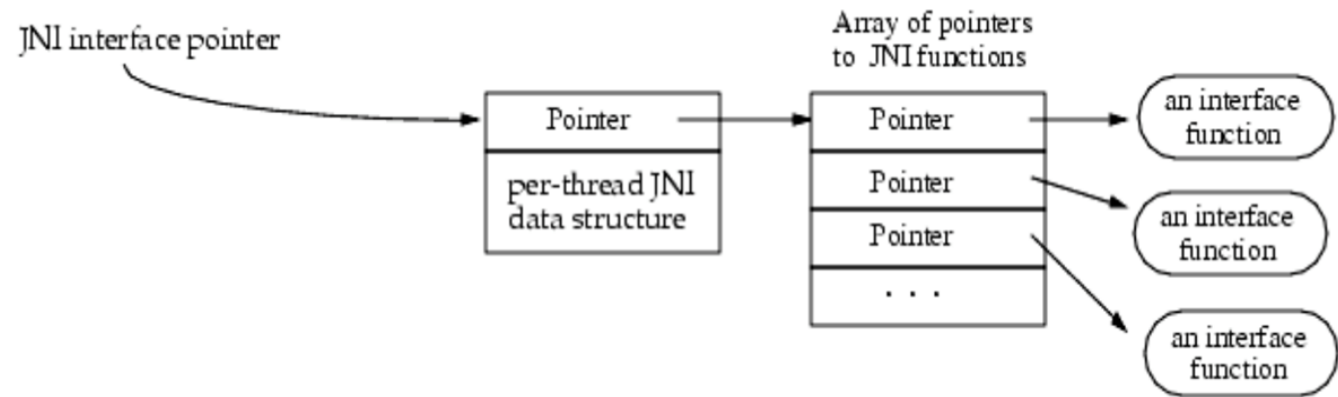 JNI interface pointer
Array of pointers
to JNI functions
Pointer
per-thread JNI
data structure
Pointer
Pointer
Pointer
. . .
an interface
function
an interface
function
an interface
function